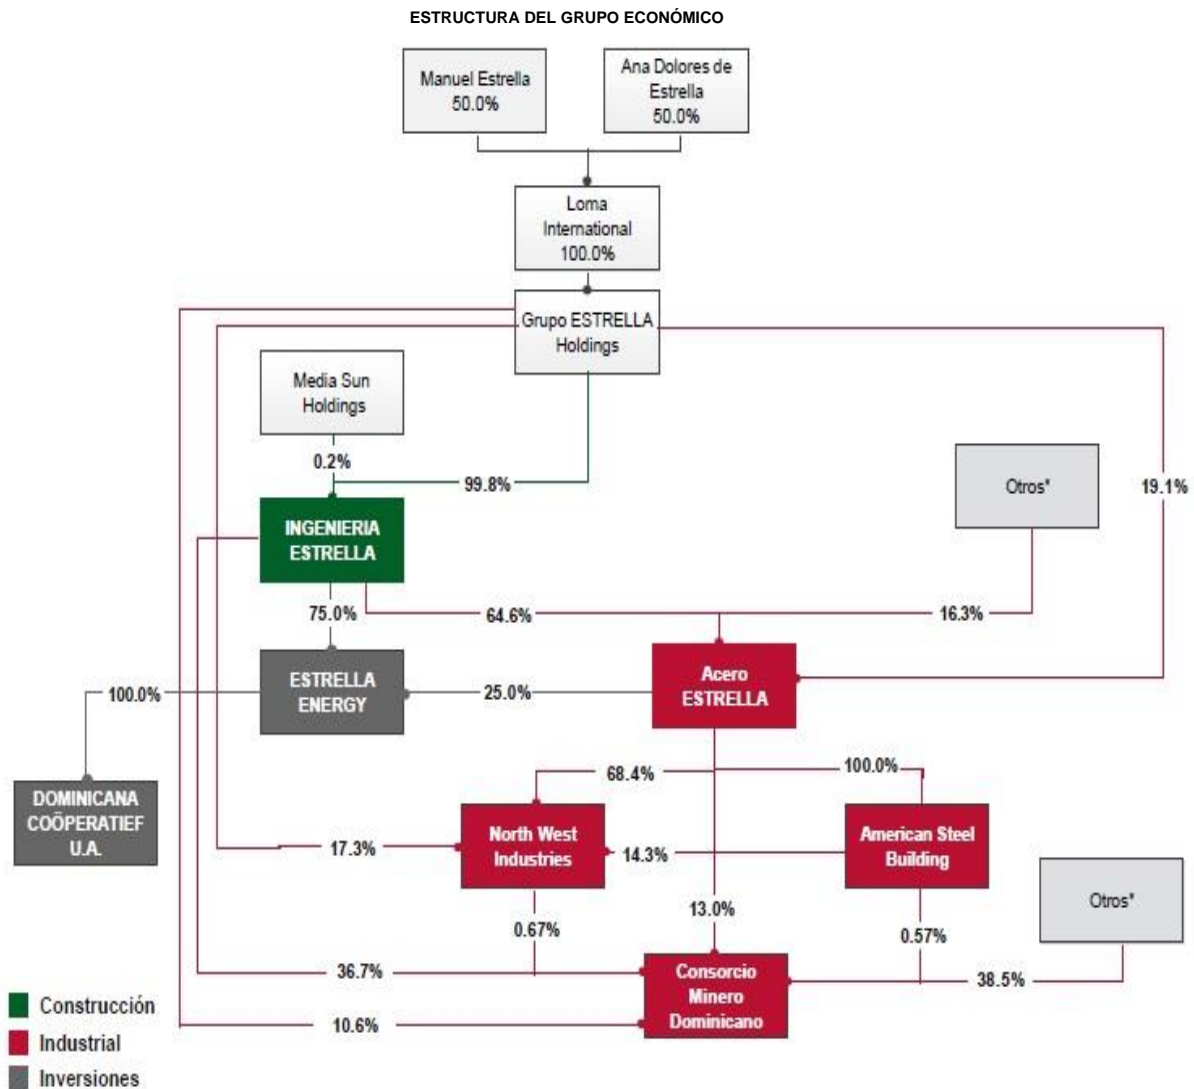 ESTRUCTURA DEL GRUPO ECONÓMICO
Manuel Estrella
50.0%
Ana Dolores de
Estrella
50.0%
Loma
International
100.0%
Grupo ESTRELLA
Holdings
Media Sun
Holdings
0.2%
99.8%
Otros*
19.1%
INGENIERIA
ESTRELLA
75.0%
64.6%
16.3%
ESTRELLA
ENERGY
100.0%
25.0%
Acero
ESTRELLA
68.4%
100.0%
DOMINICANA
COÖPERATIEF
U.A.
17.3%
North West
Industries
14.3%
American Steel
Building
Otros*
0.67%
13.0%
0.57%
36.7%
Consorcio
Minero
Dominicano
38.5%
10.6%
Construcción
Industrial
Inversiones